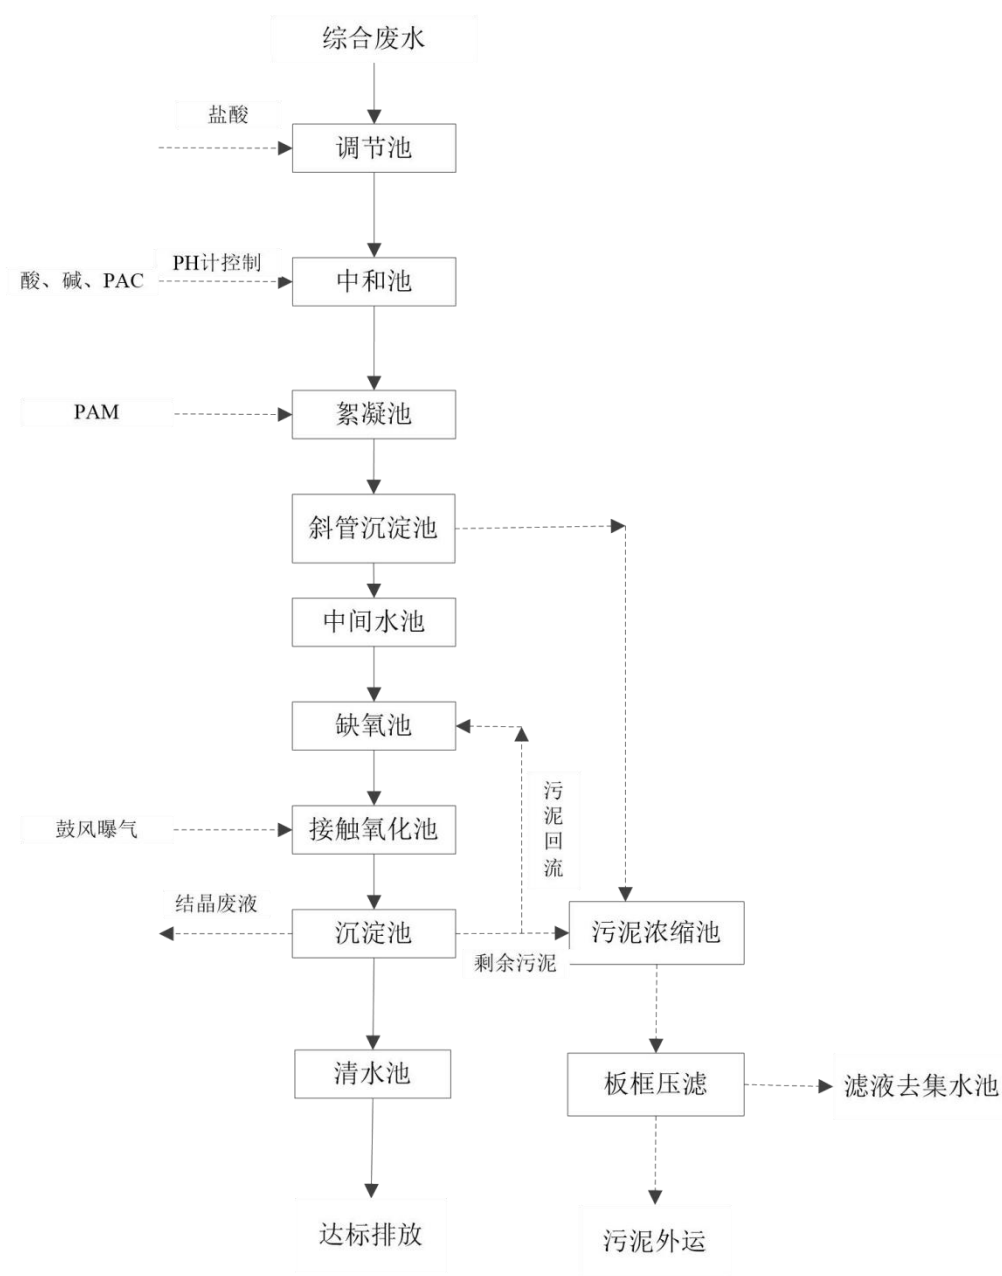 综合废水
盐酸
调节池
PH计控制
酸、碱、PAC
中和池
PAM
絮凝池
斜管沉淀池
中间水池
缺氧池
污
泥
回
流
鼓风曝气
接触氧化池
结晶废液
沉淀池
污泥浓缩池
剩余污泥
清水池
板框压滤
滤液去集水池
达标排放
污泥外运